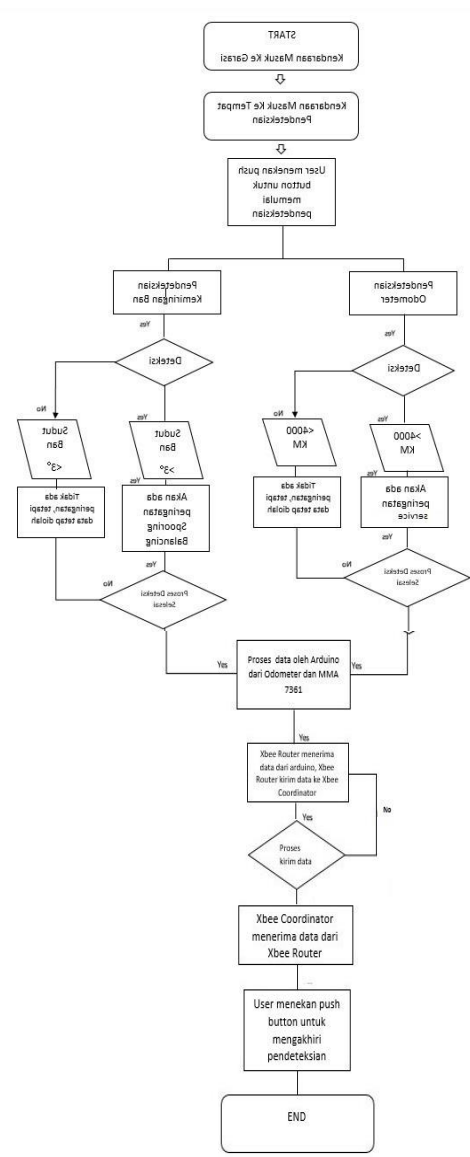 START
Kendaraan Masuk Ke Garasi
Kendaraan Masuk Ke Tempat
Pendeteksian
User menekan push
button untuk
memulai
pendeteksian
Pendeteksian
Kemiringan Ban
Pendeteksian
Odometer
Yes
Yes
Deteksi
Deteksi
No
Yes
No
Yes
Sudut
Ban
<3°
Sudut
Ban
>3°
<4000
KM
>4000
KM
Yes
Yes
Tidak ada
peringatan, tetapi,
data tetap diolah
Akan ada
peringatan
Spooring
Balancing
Tidak ada
peringatan, tetapi
data tetap diolah
Akan ada
peringatan
service
No
Yes
No
Yes
Proses Deteksi
Selesai
Proses Deteksi
Selesai
Yes
Yes
Proses data oleh Arduino
dari Odometer dan MMA
7361
Yes
Xbee Router menerima
data dari arduino, Xbee
Router kirim data ke Xbee
Coordinator
No
Yes
Proses
kirim data
Xbee Coordinator
menerima data dari
Xbee Router
...
User menekan push
button untuk
mengakhiri
pendeteksian
END